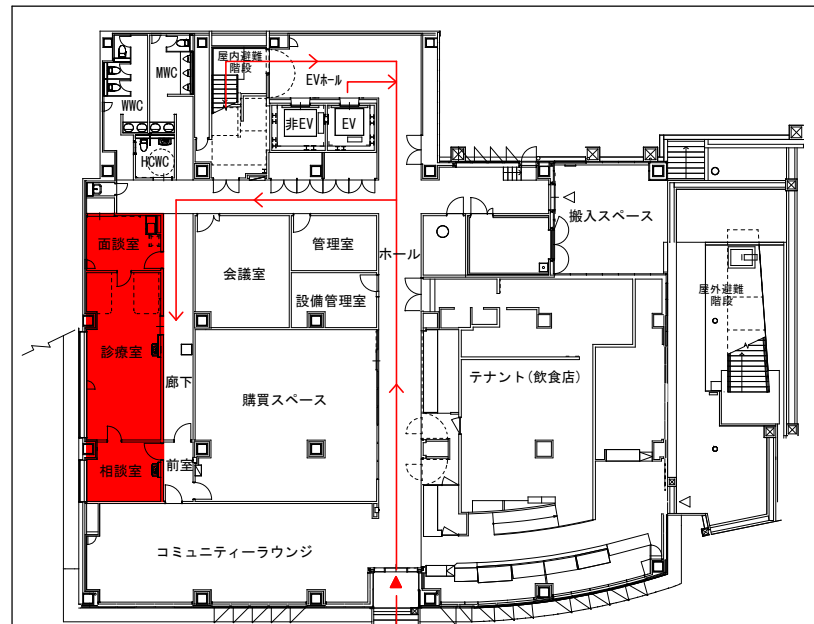 屋内避難
階段
EVホール
MWC
WWC
HCWC
非EV
EV
搬入スペース
面談室
会議室
管理室
ホール
設備管理室
屋外避難
階段
診療室
廊下
購買スペース
テナント(飲食店)
相談室
前室
コミュニティーラウンジ